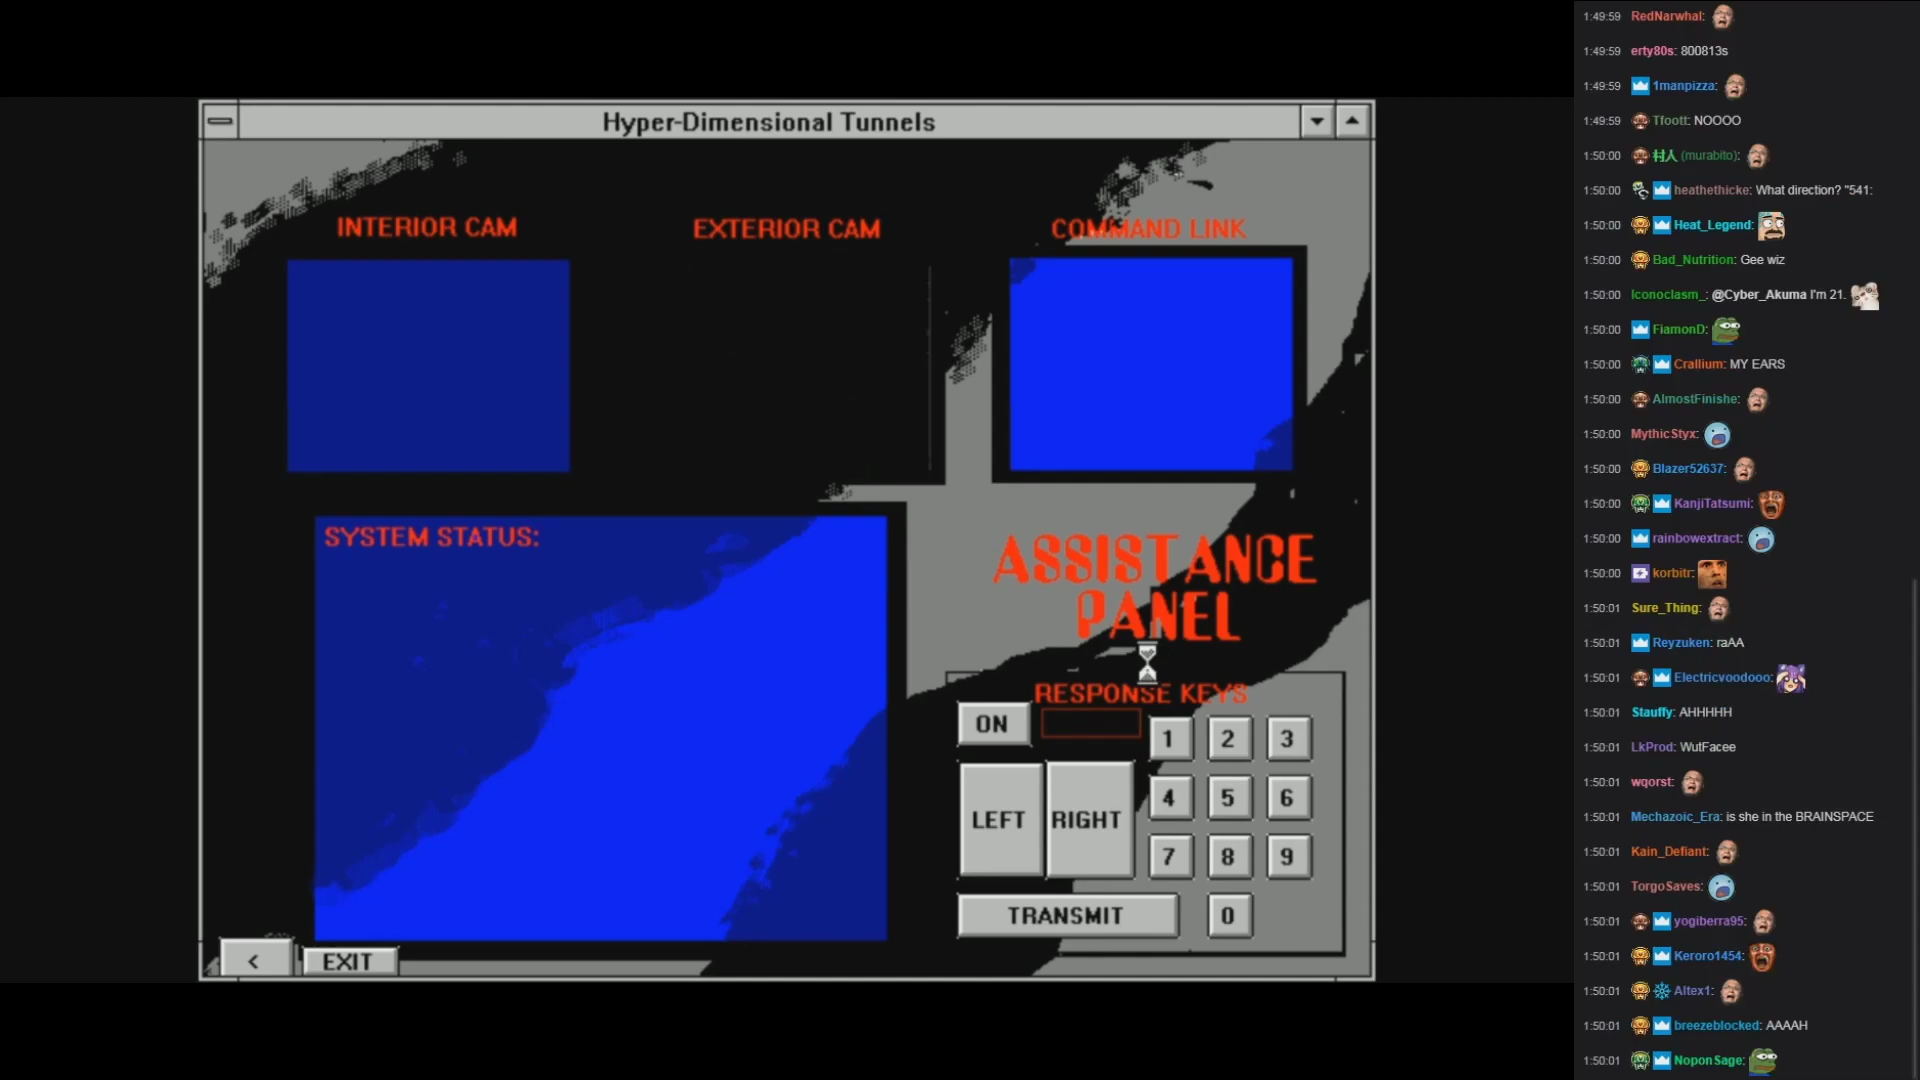 Hyper-Dimensional Tunnels
INTERIOR CAM
EXTERIOR CAM
COMMAND LINK
SYSTEM STATUS:
ASSISTANCE
PANEL
RESPONSE KEYS
ON
1 2 3
LEFT RIGHT
4 5 6
7 8 9
TRANSMIT
0
< EXIT
1:49:59 RedNarwhal:
1:49:59 erty80s: 800813s
1:49:59 1manpizza:
1:49:59 Tfoott: NOOOO
1:50:00 村人 (murabito):
1:50:00 heathethicke: What direction? "541:
1:50:00 Heat_Legend:
1:50:00 Bad_Nutrition: Gee wiz
1:50:00 Iconoclasm_: @Cyber_Akuma I'm 21.
1:50:00 FiamonD:
1:50:00 Crallium: MY EARS
1:50:00 AlmostFinishe:
1:50:00 MythicStyx:
1:50:00 Blazer52637:
1:50:00 KanjiTatsumi:
1:50:00 rainbowextract:
1:50:00 korbitr:
1:50:01 Sure_Thing:
1:50:01 Reyzuken: raAA
1:50:01 Electricvoodooo:
1:50:01 Stauffy: AHHHHH
1:50:01 LkProd: WutFacee
1:50:01 wqorst:
1:50:01 Mechazoic_Era: is she in the BRAINSPACE
1:50:01 Kain_Defiant:
1:50:01 TorgoSaves:
1:50:01 yogiberra95:
1:50:01 Keroro1454:
1:50:01 Altex1:
1:50:01 breezeblocked: AAAAH
1:50:01 NoponSage: